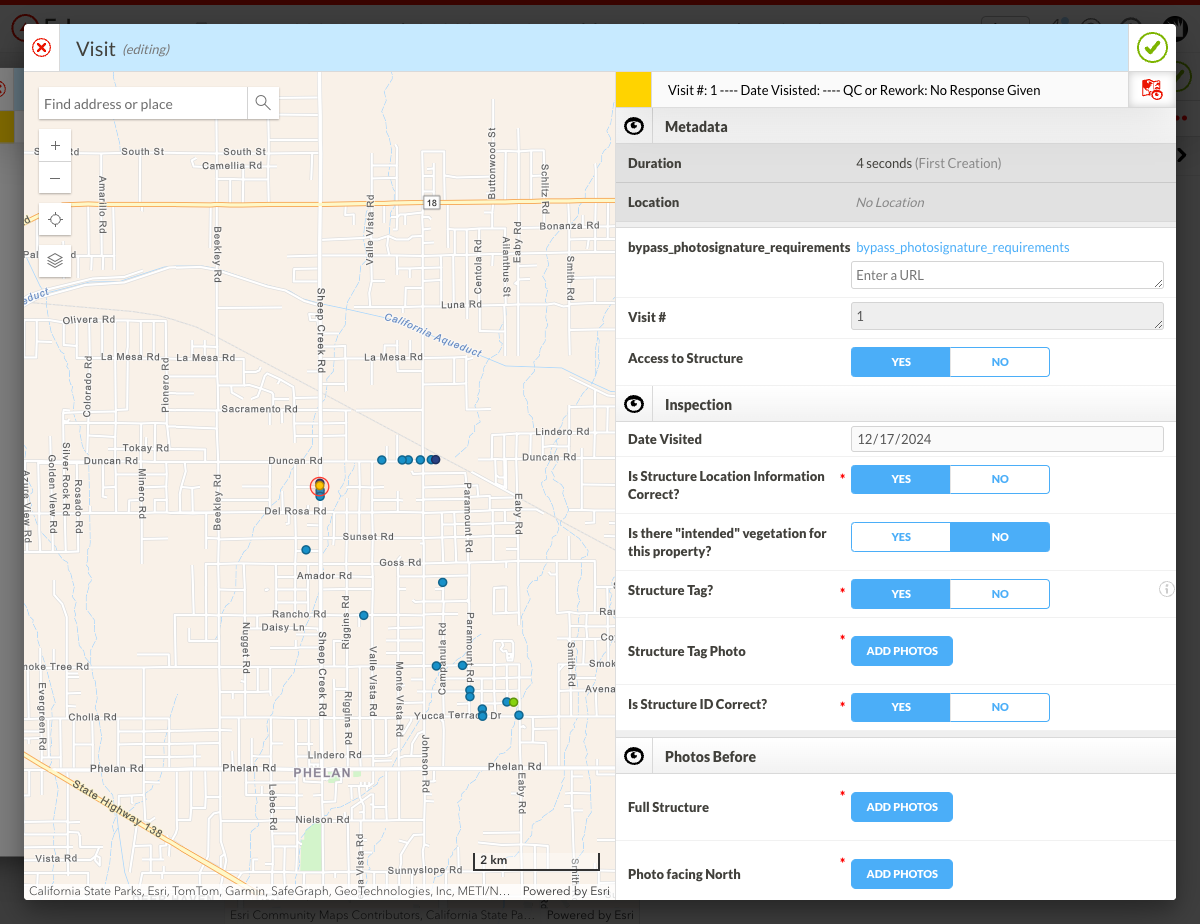 Visit (editing)
Find address or place
South St
South St
Camellia Rd
Amarillo Rd
Buttonwood St
Schiltz Rd
18
Valle Vista Rd
Bonanza Rd
Beekley Rd
Centola Rd
Ailanthus St
Eaby Rd
Smith Rd
Luna Rd
Olivera Rd
Sheep Creek Rd
California Aqueduct
La Mesa Rd
La Mesa Rd
La Mesa Rd
Colorado Rd
Pionero Rd
Sacramento Rd
Lindero Rd
Tokay Rd
Duncan Rd
Duncan Rd
Duncan Rd
Azura View Rd
Golden View Rd
Silver Rock Rd
Rosado Rd
Minero Rd
Beekley Rd
Paramount Rd
Eaby Rd
Del Rosa Rd
Sunset Rd
Goss Rd
Amador Rd
Rancho Rd
Daisy Ln
Riggins Rd
Nugget Rd
Sheep Creek Rd
Valle Vista Rd
Monte Vista Rd
Campanula Rd
Paramount Rd
Smith Rd
moke Tree Rd
Smok
Avena
Evergreen Rd
Cholla Rd
Riggins Rd
Yucca Terrace Dr
Johnson Rd
Lindero Rd
PHELAN
Phelan Rd
Phelan Rd
Phelan Rd
Eaby Rd
State Highway 138
Lebec Rd
Nielson Rd
Vista Rd
Sunnyslope Rd
2 km
California State Parks, Esri, TomTom, Garmin, SafeGraph, GeoTechnologies, Inc, METI/N... Powered by Esri
Visit #: 1 ---- Date Visisted: ---- QC or Rework: No Response Given
Metadata
Duration 4 seconds (First Creation)
Location No Location
bypass_photosignature_requirements bypass_photosignature_requirements
Enter a URL
Visit # 1
Access to Structure YES NO
Inspection
Date Visited 12/17/2024
Is Structure Location Information * YES NO
Correct?
Is there "intended" vegetation for YES NO
this property?
Structure Tag? * YES NO
Structure Tag Photo * ADD PHOTOS
Is Structure ID Correct? * YES NO
Photos Before
Full Structure * ADD PHOTOS
Photo facing North * ADD PHOTOS
Esri Community Maps Contributors, California State Pa... Powered by Esri